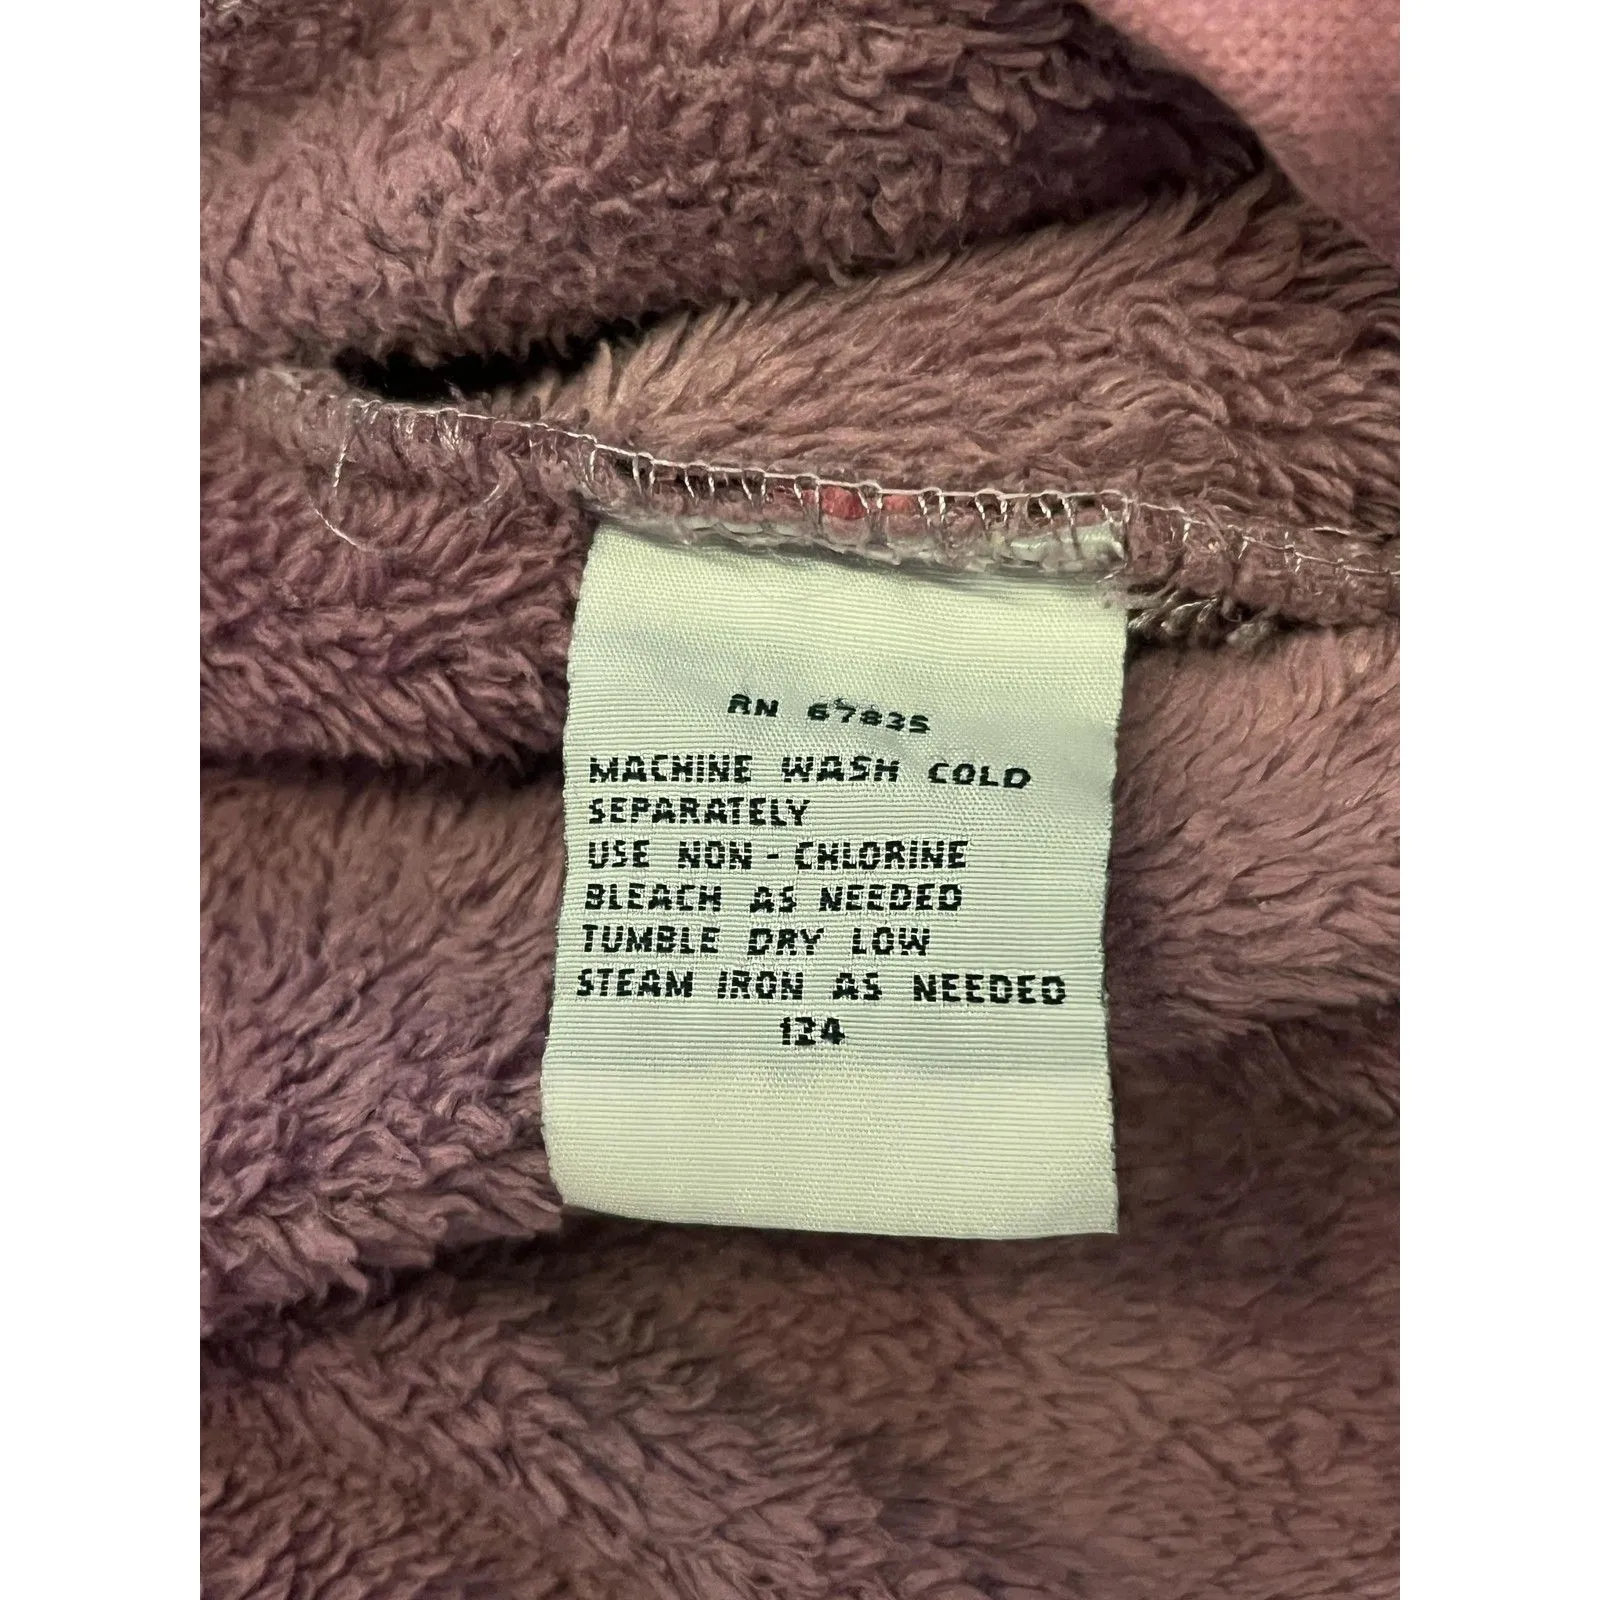 RN 67835
MACHINE WASH COLD
SEPARATELY
USE NON-CHLORINE
BLEACH AS NEEDED
TUMBLE DRY LOW
STEAM IRON AS NEEDED
124